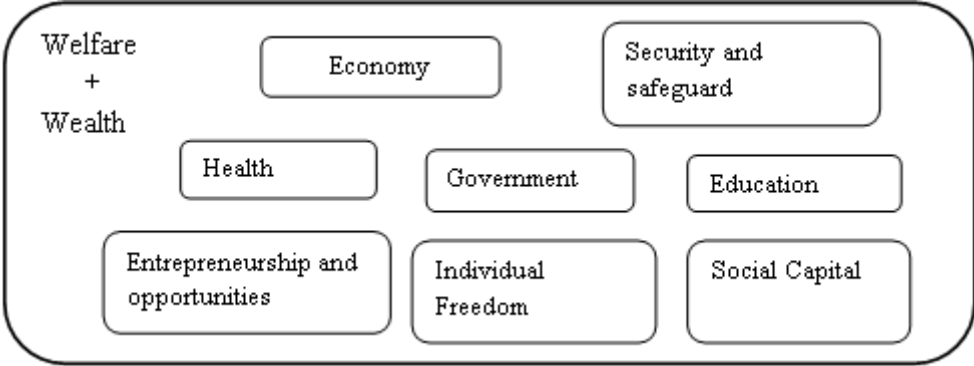 Welfare
+
Wealth
Economy
Security and
safeguard
Health
Government
Education
Entrepreneurship and
opportunities
Individual
Freedom
Social Capital